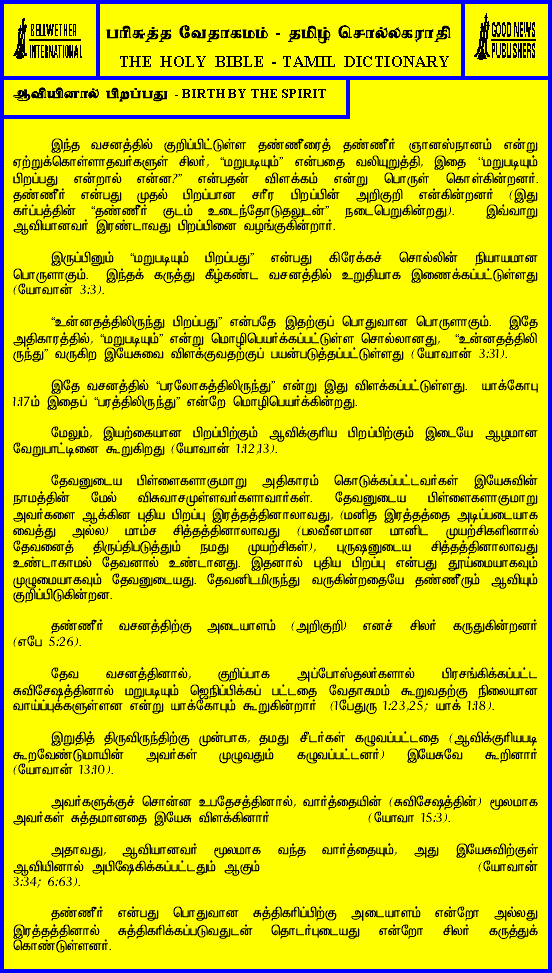 BELLWETHER
INTERNATIONAL
பரிசுத்த வேதாகமம் - தமிழ் சொல்லகராதி
THE HOLY BIBLE - TAMIL DICTIONARY
GOOD NEWS
PUBLISHERS
ஆவியினால் பிறப்பது - BIRTH BY THE SPIRIT
இந்த வசனத்தில் குறிப்பிட்டுள்ள தண்ணீரைத் தண்ணீர் ஞானஸ்நானம் என்று
ஏற்றுக்கொள்ளாதவர்களுள் சிலர், “மறுபடியும்” என்பதை வலியுறுத்தி, இதை “மறுபடியும்
பிறப்பது என்றால் என்ன?” என்பதன் விளக்கம் என்று பொருள் கொள்கின்றனர்.
தண்ணீர் என்பது முதல் பிறப்பான சரீர பிறப்பின் அறிகுறி என்கின்றனர் (இது
கர்ப்பத்தின் “தண்ணீர் குடம் உடைந்தோடுதலுடன்” நடைபெறுகின்றது). இவ்வாறு
ஆவியானவர் இரண்டாவது பிறப்பினை வழங்குகின்றார்.
இருப்பினும் “மறுபடியும் பிறப்பது” என்பது கிரேக்கச் சொல்லின் நியாயமான
பொருளாகும். இந்தக் கருத்து கீழ்கண்ட வசனத்தில் உறுதியாக இணைக்கப்பட்டுள்ளது
(யோவான் 3:3).
“உன்னதத்திலிருந்து பிறப்பது” என்பதே இதற்குப் பொதுவான பொருளாகும். இதே
அதிகாரத்தில், “மறுபடியும்” என்று மொழிபெயர்க்கப்பட்டுள்ள சொல்லானது, “உன்னதத்திலி
ருந்து” வருகிற இயேசுவை விளக்குவதற்குப் பயன்படுத்தப்பட்டுள்ளது (யோவான் 3:31).
இதே வசனத்தில் “பரலோகத்திலிருந்து” என்று இது விளக்கப்பட்டுள்ளது. யாக்கோபு
1:17ம் இதைப் “பரத்திலிருந்து” என்றே மொழிபெயர்க்கின்றது.
மேலும், இயற்கையான பிறப்பிற்கும் ஆவிக்குரிய பிறப்பிற்கும் இடையே ஆழமான
வேறுபாட்டினை கூறுகிறது (யோவான் 1:12,13).
தேவனுடைய பிள்ளைகளாகுமாறு அதிகாரம் கொடுக்கப்பட்டவர்கள் இயேசுவின்
நாமத்தின் மேல் விசுவாசமுள்ளவர்களாவார்கள். தேவனுடைய பிள்ளைகளாகுமாறு
அவர்களை ஆக்கின புதிய பிறப்பு இரத்தத்தினாலாவது, (மனித இரத்தத்தை அடிப்படையாக
வைத்து அல்ல) மாம்ச சித்தத்தினாலாவது (பலவீனமான மானிட முயற்சிகளினால்
தேவனைத் திருப்திபடுத்தும் நமது முயற்சிகள்), புருஷனுடைய சித்தத்தினாலாவது
உண்டாகாமல் தேவனால் உண்டானது. இதனால் புதிய பிறப்பு என்பது தூய்மையாகவும்
முழுமையாகவும் தேவனுடையது. தேவனிடமிருந்து வருகின்றதையே தண்ணீரும் ஆவியும்
குறிப்பிடுகின்றன.
தண்ணீர் வசனத்திற்கு அடையாளம் (அறிகுறி) எனச் சிலர் கருதுகின்றனர்
(எபே 5:26).
தேவ வசனத்தினால், குறிப்பாக அப்போஸ்தலர்களால் பிரசங்கிக்கப்பட்ட
சுவிசேஷத்தினால் மறுபடியும் ஜெநிப்பிக்கப் பட்டதை வேதாகமம் கூறுவதற்கு நிலையான
வாய்ப்புக்களுள்ளன என்று யாக்கோபும் கூறுகின்றார் (1பேதுரு 1:23,25; யாக் 1:18).
இறுதித் திருவிருந்திற்கு முன்பாக, தமது சீடர்கள் கழுவப்பட்டதை (ஆவிக்குரியபடி
கூறவேண்டுமாயின் அவர்கள் முழுவதும் கழுவப்பட்டனர்) இயேசுவே கூறினார்
(யோவான் 13:10).
அவர்களுக்குச் சொன்ன உபதேசத்தினால், வார்த்தையின் (சுவிசேஷத்தின்) மூலமாக
அவர்கள் சுத்தமானதை இயேசு விளக்கினார் (யோவா 15:3).
அதாவது, ஆவியானவர் மூலமாக வந்த வார்த்தையும், அது இயேசுவிற்குள்
ஆவியினால் அபிஷேகிக்கப்பட்டதும் ஆகும் (யோவான்
3:34; 6:63).
தண்ணீர் என்பது பொதுவான சுத்திகரிப்பிற்கு அடையாளம் என்றோ அல்லது
இரத்தத்தினால் சுத்திகரிக்கப்படுவதுடன் தொடர்புடையது என்றோ சிலர் கருத்துக்
கொண்டுள்ளனர்.